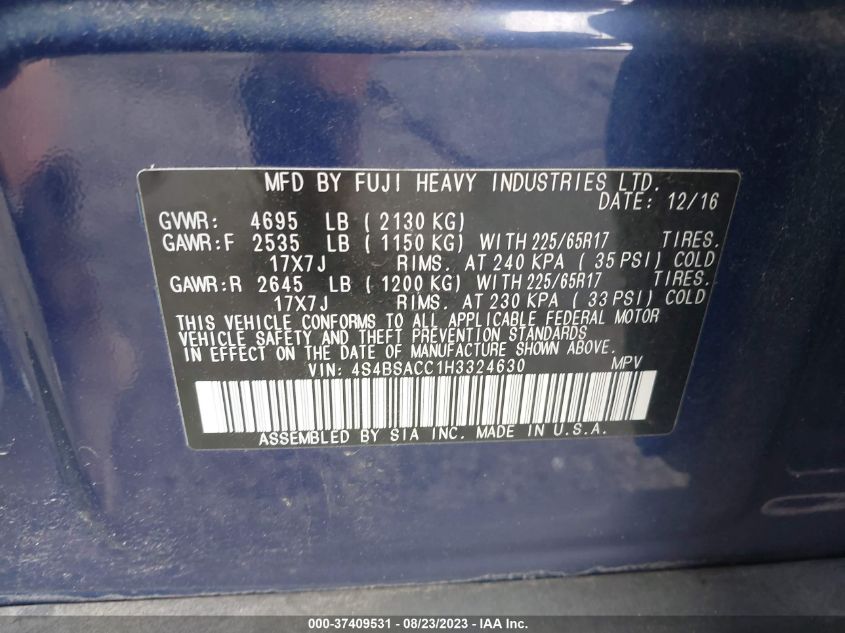 MFD BY FUJI HEAVY INDUSTRIES LTD.
DATE: 12/16
GVWR: 4695 LB ( 2130 KG)
GAWR:F 2535 LB ( 1150 KG) WITH 225/65R17 TIRES.
17X7J RIMS. AT 240 KPA ( 35 PSI) COLD
GAWR:R 2645 LB ( 1200 KG) WITH 225/65R17 TIRES.
17X7J RIMS. AT 230 KPA ( 33 PSI) COLD
THIS VEHICLE CONFORMS TO ALL APPLICABLE FEDERAL MOTOR
VEHICLE SAFETY AND THEFT PREVENTION STANDARDS
IN EFFECT ON THE DATE OF MANUFACTURE SHOWN ABOVE.
VIN: 4S4BSACC1H3324630 MPV
ASSEMBLED BY SIA INC. MADE IN U.S.A.
000-37409531 - 08/23/2023 - IAA Inc.